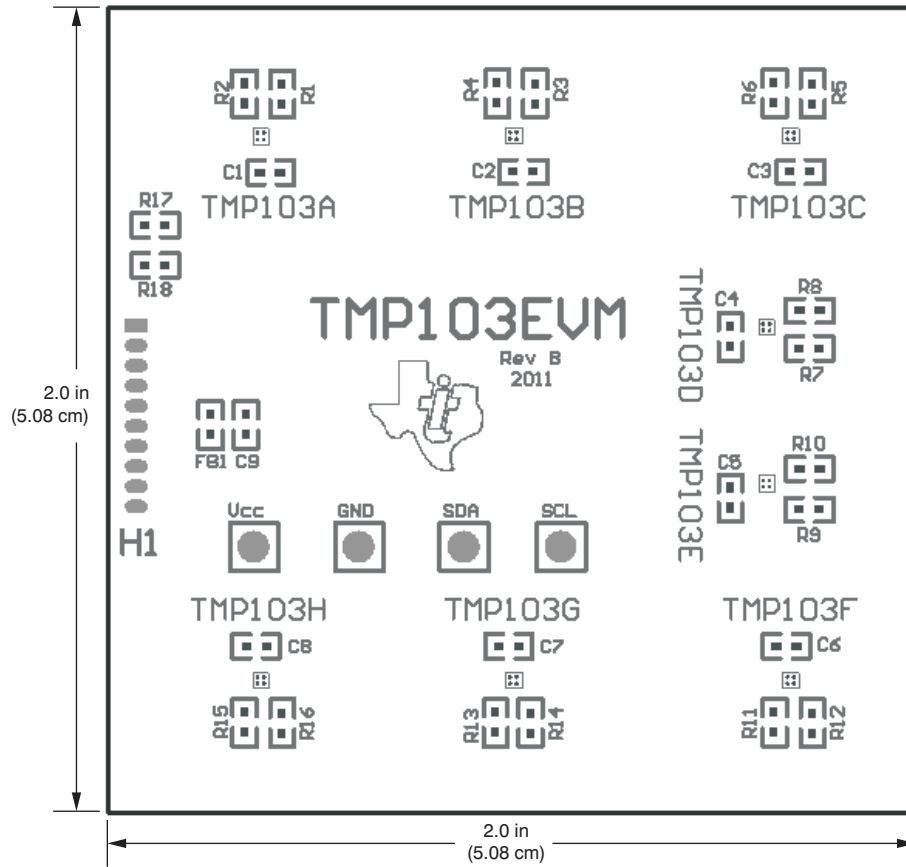 R2 R1
R4 R3
R6 R5
C1
C2
C3
TMP103A
TMP103B
TMP103C
R17
R18
TMP103EVM
Rev B
2011
TMP103D
C4
R8
R7
2.0 in
(5.08 cm)
FB1 C9
TMP103E
C5
R10
R9
H1
Vcc
GND
SDA
SCL
TMP103H
TMP103G
TMP103F
C8
C7
C6
R15 R16
R13 R14
R11 R12
2.0 in
(5.08 cm)